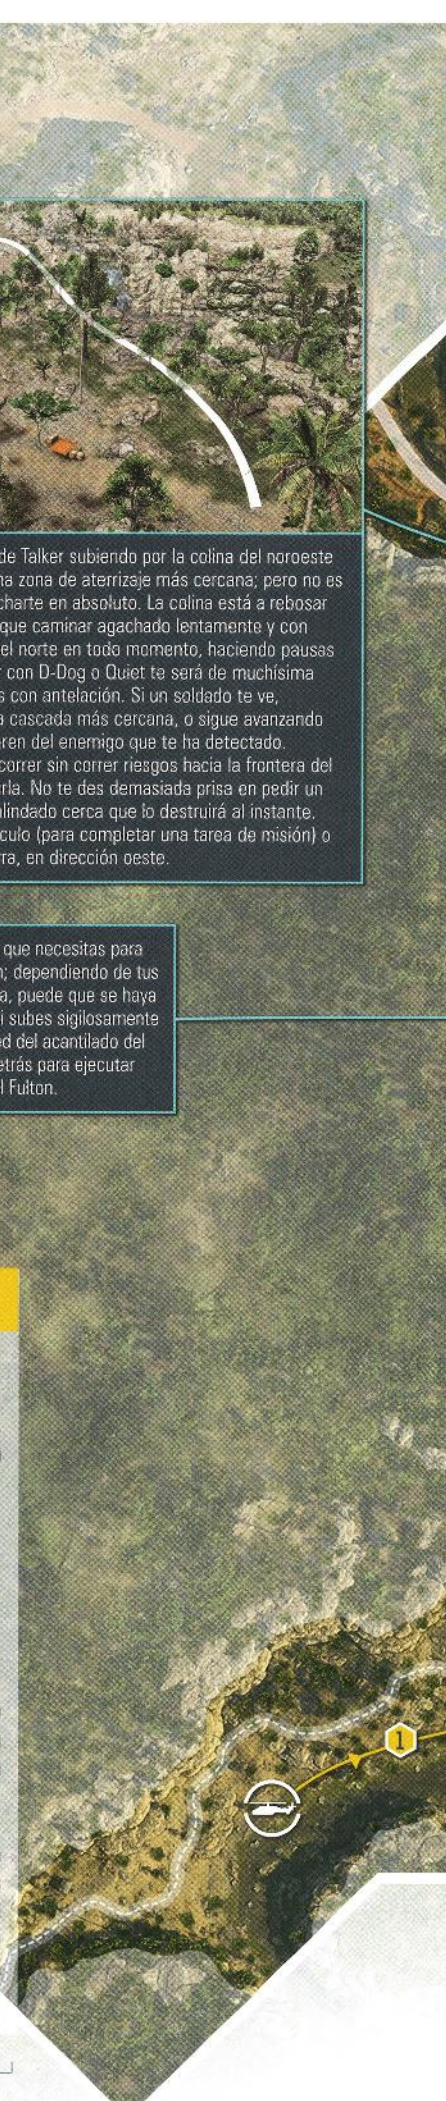 de Talker subiendo por la colina del noroeste
na zona de aterrizaje más cercana; pero no es
charte en absoluto. La colina está a rebosar
que caminar agachado lentamente y con
el norte en todo momento, haciendo pausas
r con D-Dog o Quiet te será de muchísima
s con antelación. Si un soldado te ve,
a cascada más cercana, o sigue avanzando
aren del enemigo que te ha detectado.
correr sin correr riesgos hacia la frontera del
rla. No te des demasiada prisa en pedir un
alindado cerca que lo destruirá al instante.
culo (para completar una tarea de misión) o
rra, en dirección oeste.
que necesitas para
n; dependiendo de tus
a, puede que se haya
i subes sigilosamente
ed del acantilado del
etrás para ejecutar
l Fulton.
1